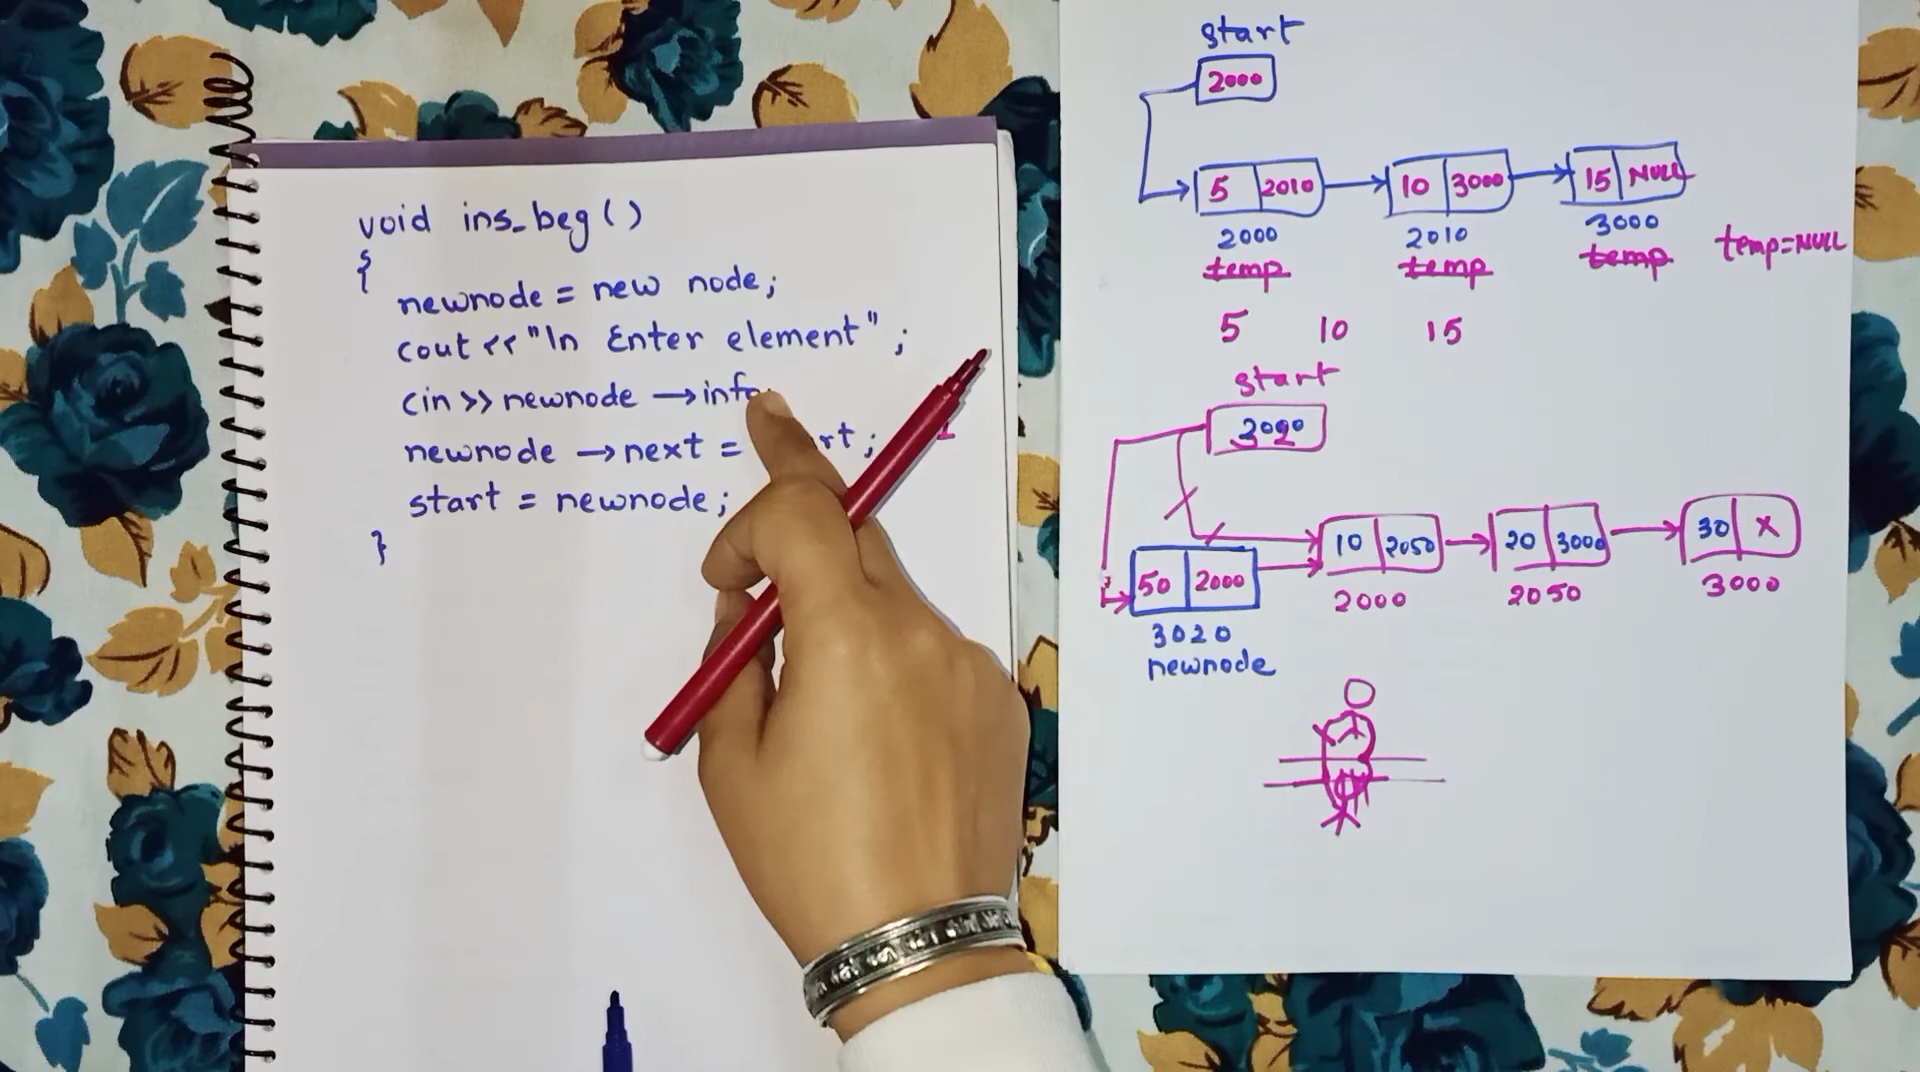 void ins_beg()
{
newnode = new node;
cout << "\n Enter element";
cin >> newnode →info
newnode →next =
start = newnode;
}
start
2000
5 2010 10 3000 15 NULL
2000 2010 3000
temp temp temp temp=NULL
5 10 15
start
10 2050 20 3000 30 X
50 2000
2000 2050 3000
3020
newnode